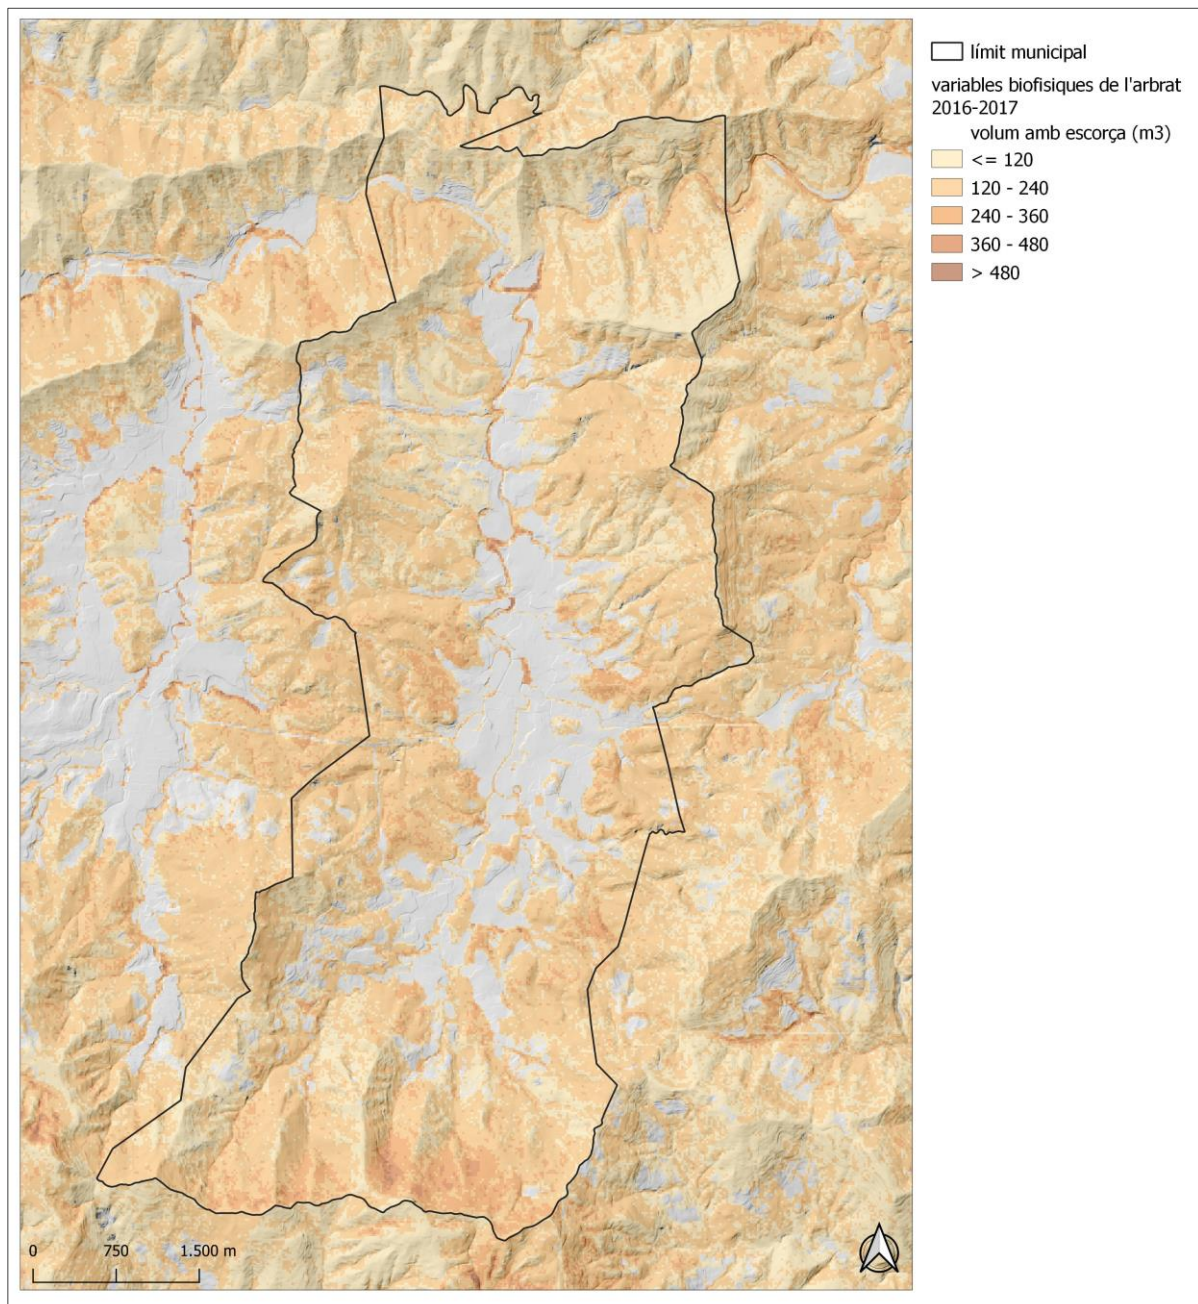 límit municipal
variables biofisiques de l'arbrat
2016-2017
volum amb escorça (m3)
<= 120
120 - 240
240 - 360
360 - 480
> 480
0 750 1.500 m